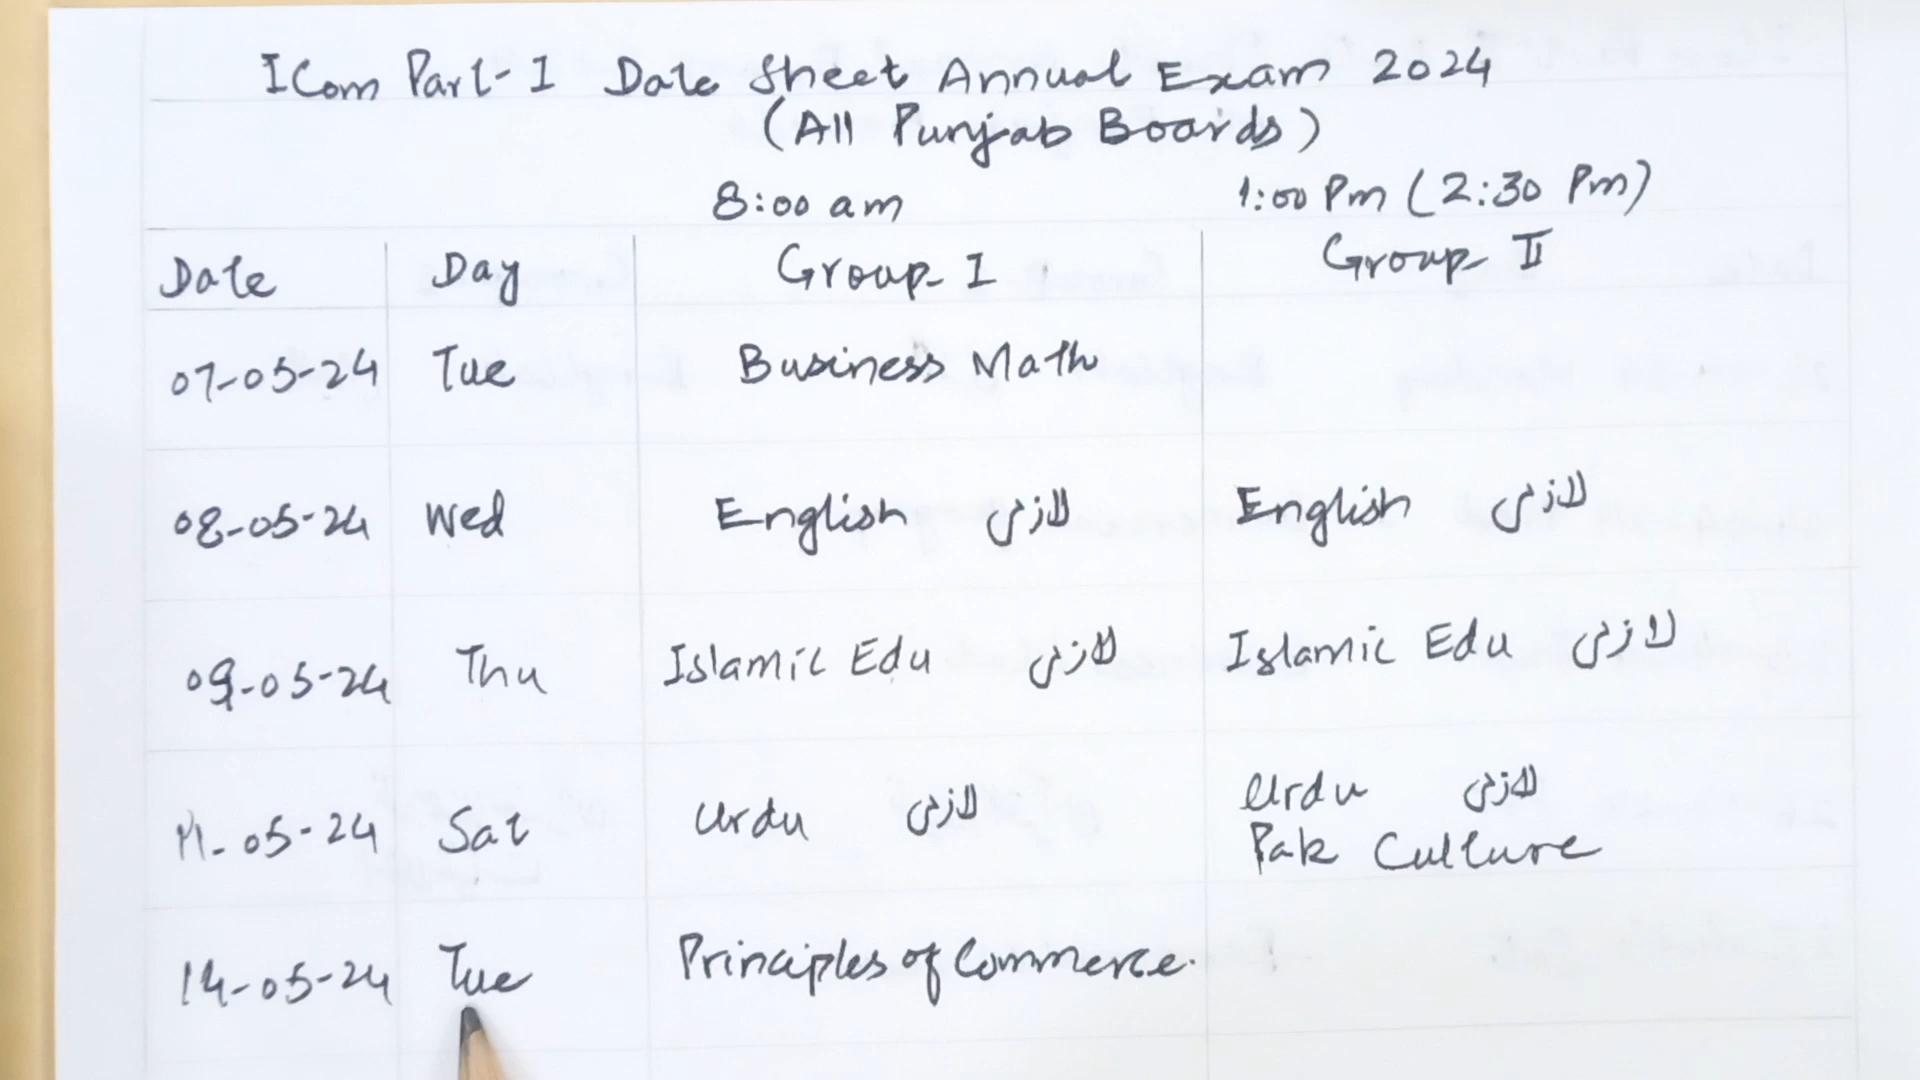 ICom Part-I Date Sheet Annual Exam 2024
(All Punjab Boards)
8:00 am 1:00 Pm (2:30 Pm)
Date Day Group I Group II
07-05-24 Tue Business Math
08-05-24 Wed English لازمی English لازمی
09-05-24 Thu Islamic Edu لازمی Islamic Edu لازمی
11-05-24 Sat Urdu لازمی Urdu لازمی
Pak Culture
14-05-24 Tue Principles of Commerce.